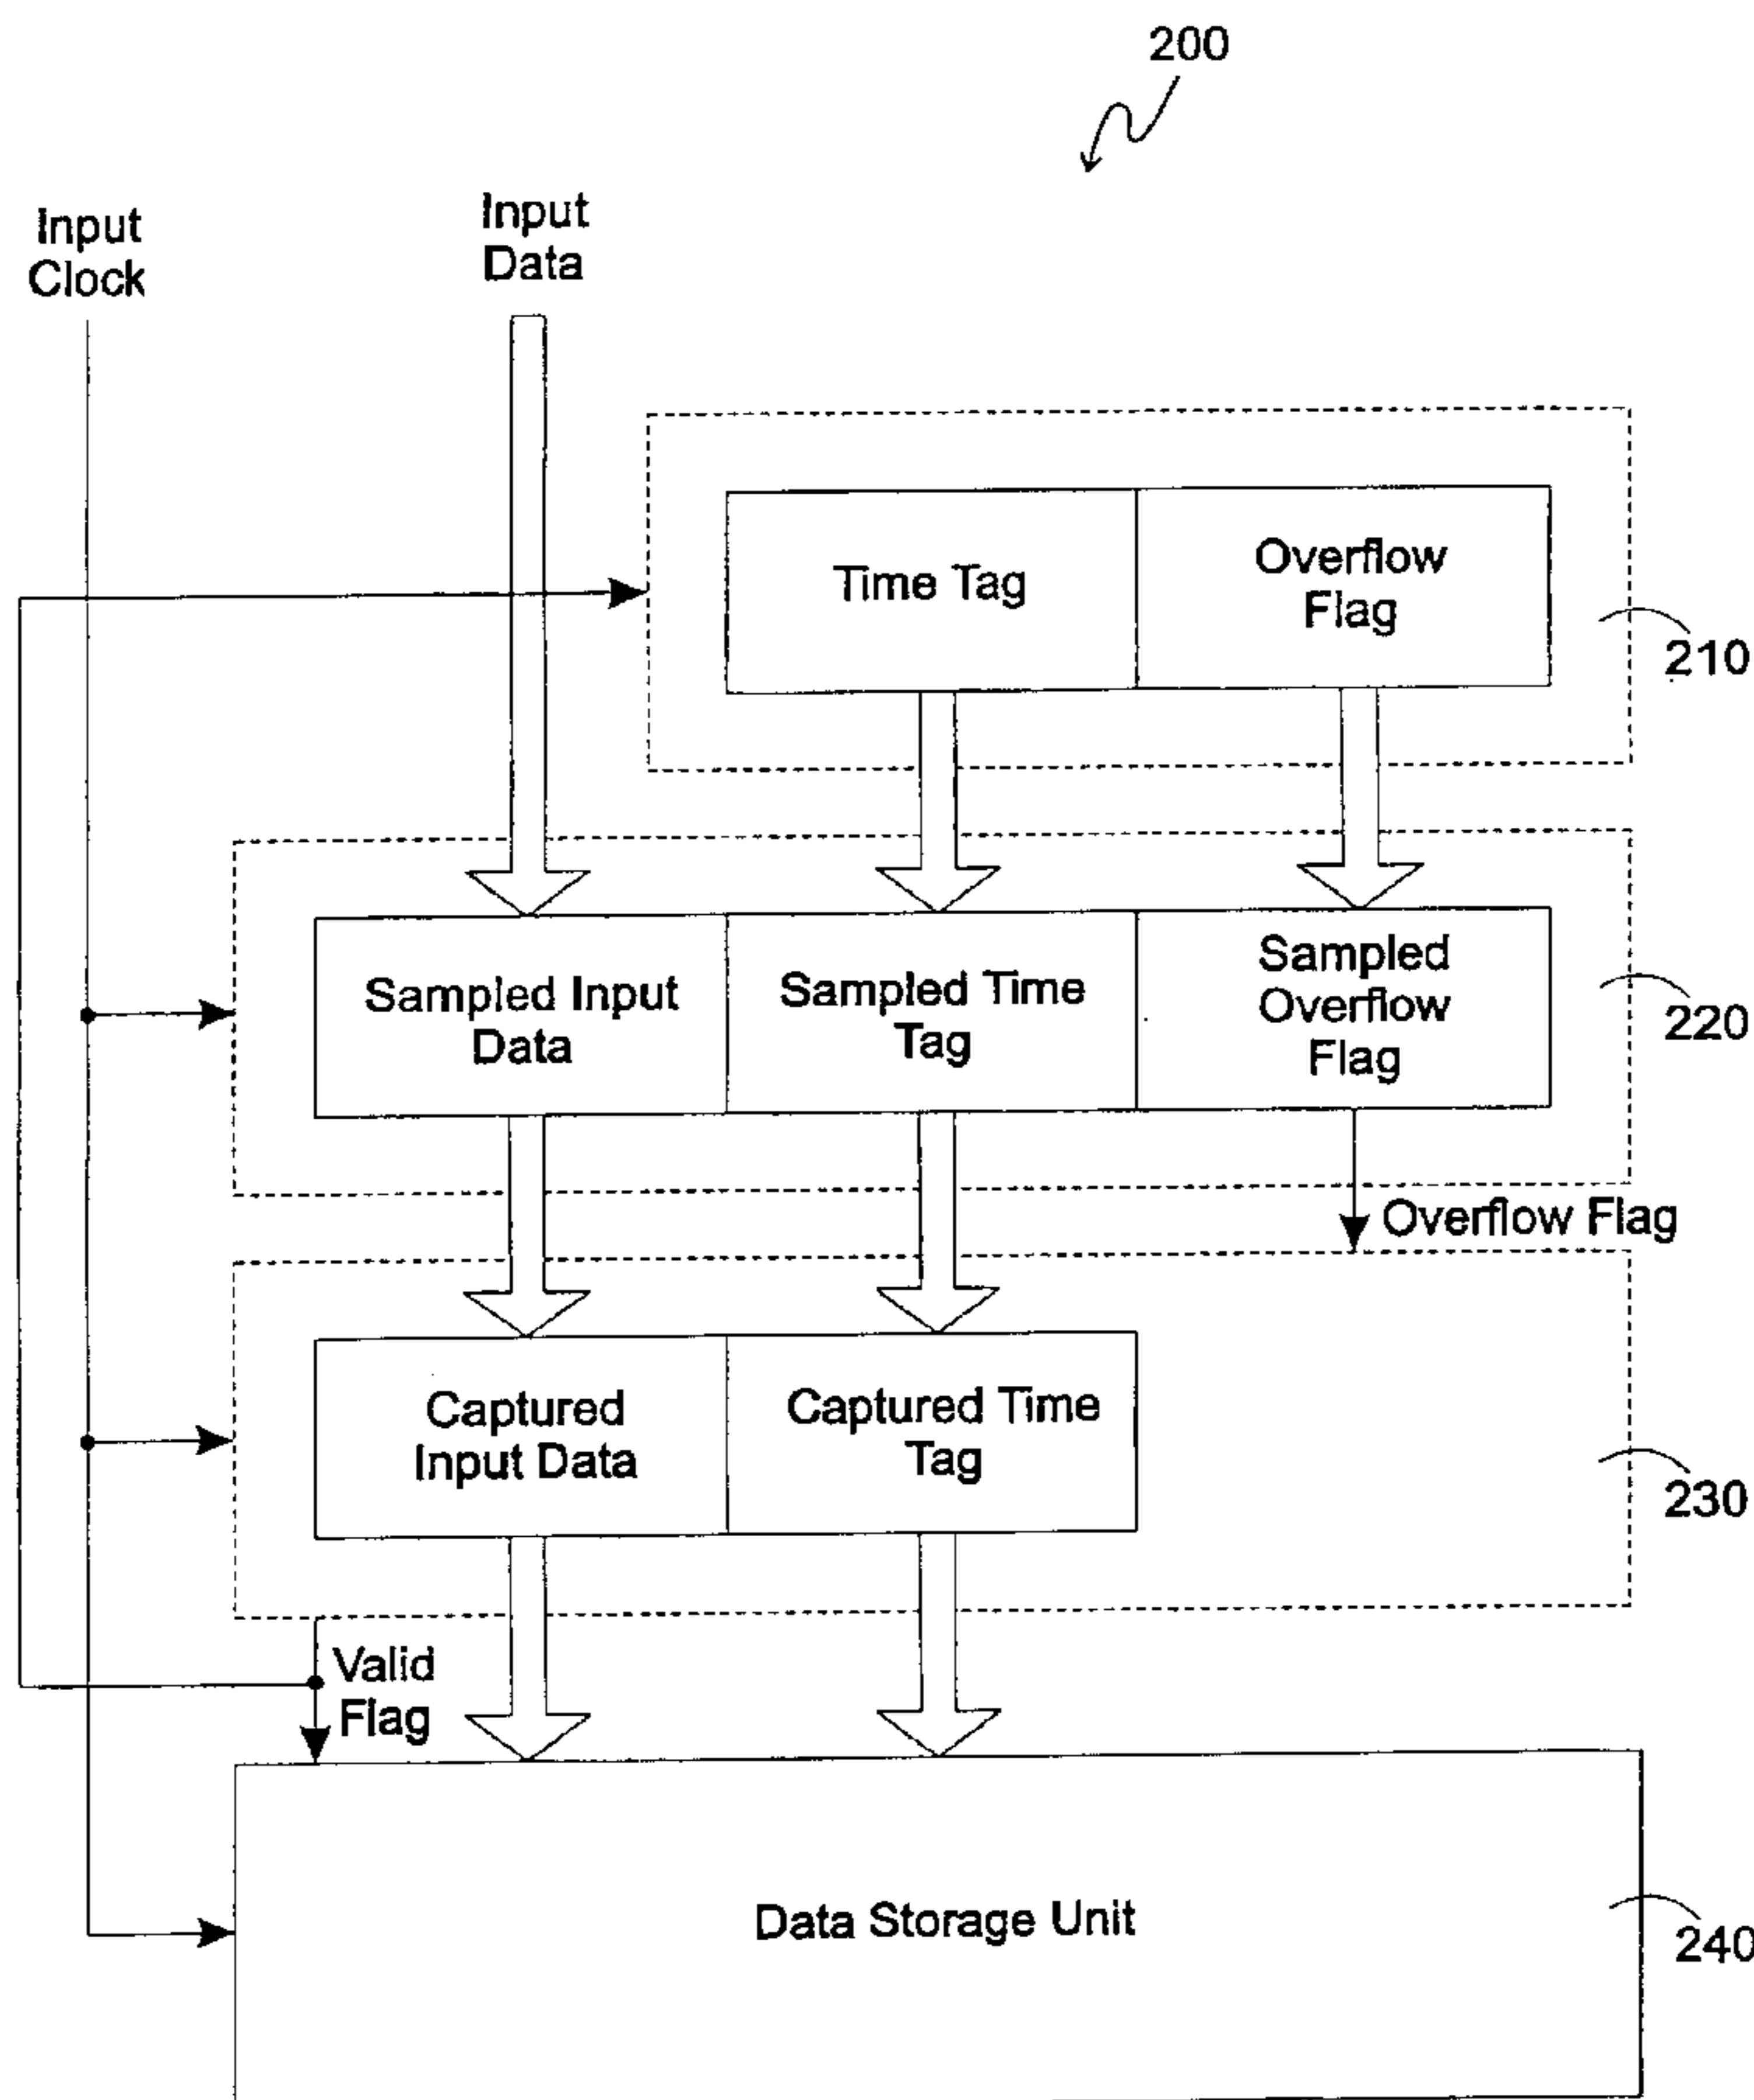 200
Input
Clock
Input
Data
Time Tag
Overflow
Flag
210
Sampled Input
Data
Sampled Time
Tag
Sampled
Overflow
Flag
220
Overflow Flag
Captured
Input Data
Captured Time
Tag
230
Valid
Flag
Data Storage Unit
240